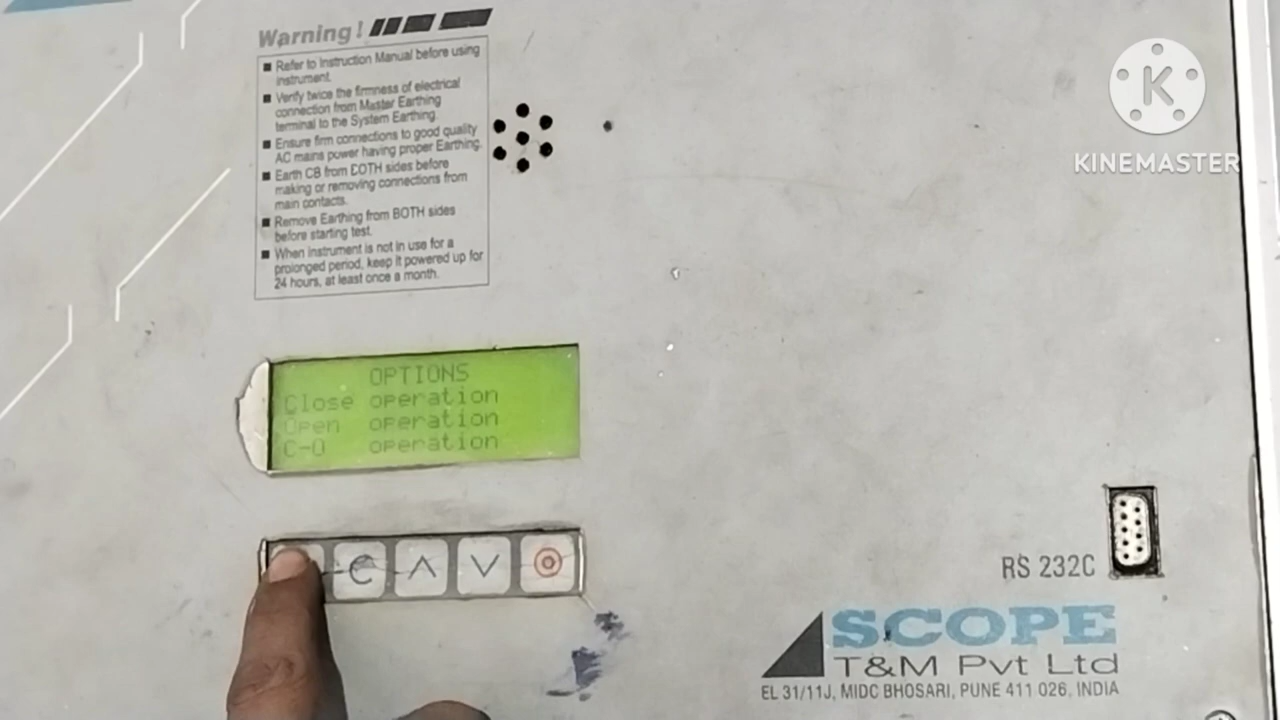 Warning!
Refer to Instruction Manual before using
instrument.
Verify twice the firmness of electrical
connection from Master Earthing
terminal to the System Earthing.
Ensure firm connections to good quality
AC mains power having proper Earthing.
Earth CB from BOTH sides before
making or removing connections from
main contacts.
Remove Earthing from BOTH sides
before starting test.
When instrument is not in use for a
prolonged period, keep it powered up for
24 hours, at least once a month.
K
KINEMASTER
OPTIONS
Close operation
Open operation
C-O operation
C
RS 232C
SCOPE
T&M Pvt Ltd
EL 31/11J, MIDC BHOSARI, PUNE 411 026, INDIA